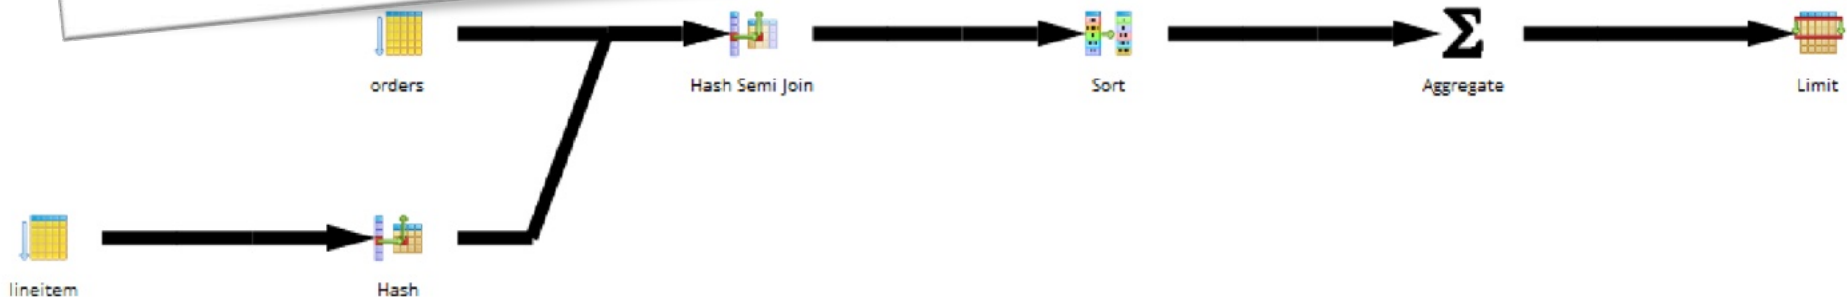 orders
Hash Semi Join
Sort
Aggregate
Limit
lineitem
Hash